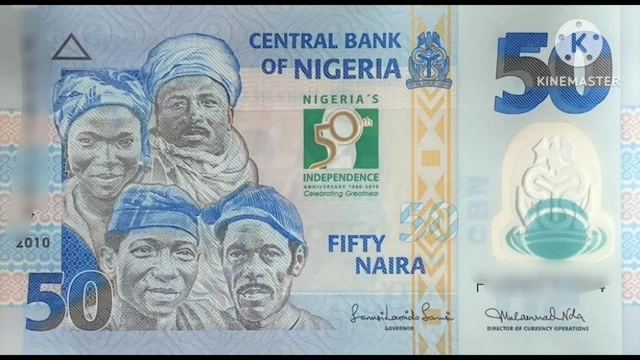 CENTRAL BANK
OF NIGERIA
50
KINEMASTER
NIGERIA'S
50th
INDEPENDENCE
ANNIVERSARY 1960-2010
Celebrating Greatness
50
FIFTY
NAIRA
2010
50
GOVERNOR
DIRECTOR OF CURRENCY OPERATIONS